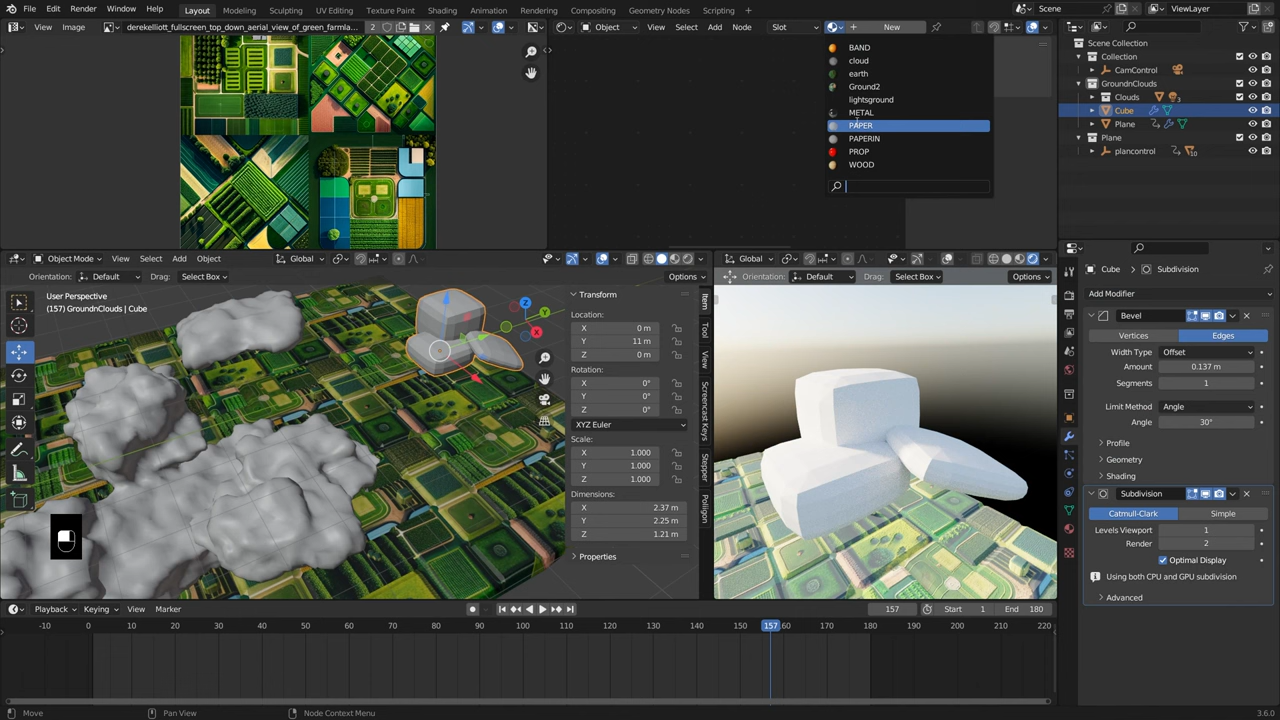 File Edit Render Window Help Layout Modeling Sculpting UV Editing Texture Paint Shading Animation Rendering Compositing Geometry Nodes Scripting Scene ViewLayer
View Image derekelliott_fullscreen_top_down_aerial_view_of_green_farmla... 2 Object View Select Add Node Slot New
Scene Collection
Collection
CamControl
GroundnClouds
Clouds 3
Cube
Plane
Plane
plancontrol 10
BAND
cloud
earth
Ground2
lightsground
METAL
PAPER
PAPERIN
PROP
WOOD
Object Mode View Select Add Object Global
Orientation: Default Drag: Select Box Options
User Perspective
(157) GroundnClouds | Cube
Z
Y
X
Transform
Location:
X 0 m
Y 11 m
Z 0 m
Rotation:
X 0°
Y 0°
Z 0°
XYZ Euler
Scale:
X 1.000
Y 1.000
Z 1.000
Dimensions:
X 2.37 m
Y 2.25 m
Z 1.21 m
Properties
Item
Tool
View
Screencast Keys
Stepper
Poliigon
Global
Orientation: Default Drag: Select Box Options
Cube Subdivision
Add Modifier
Bevel
Vertices Edges
Width Type Offset
Amount 0.137 m
Segments 1
Limit Method Angle
Angle 30°
Profile
Geometry
Shading
Subdivision
Catmull-Clark Simple
Levels Viewport 1
Render 2
Optimal Display
Using both CPU and GPU subdivision
Advanced
Playback Keying View Marker 157 Start 1 End 180
-10 0 10 20 30 40 50 60 70 80 90 100 110 120 130 140 150 157 60 170 180 190 200 210 220
Move Pan View Node Context Menu 3.6.0